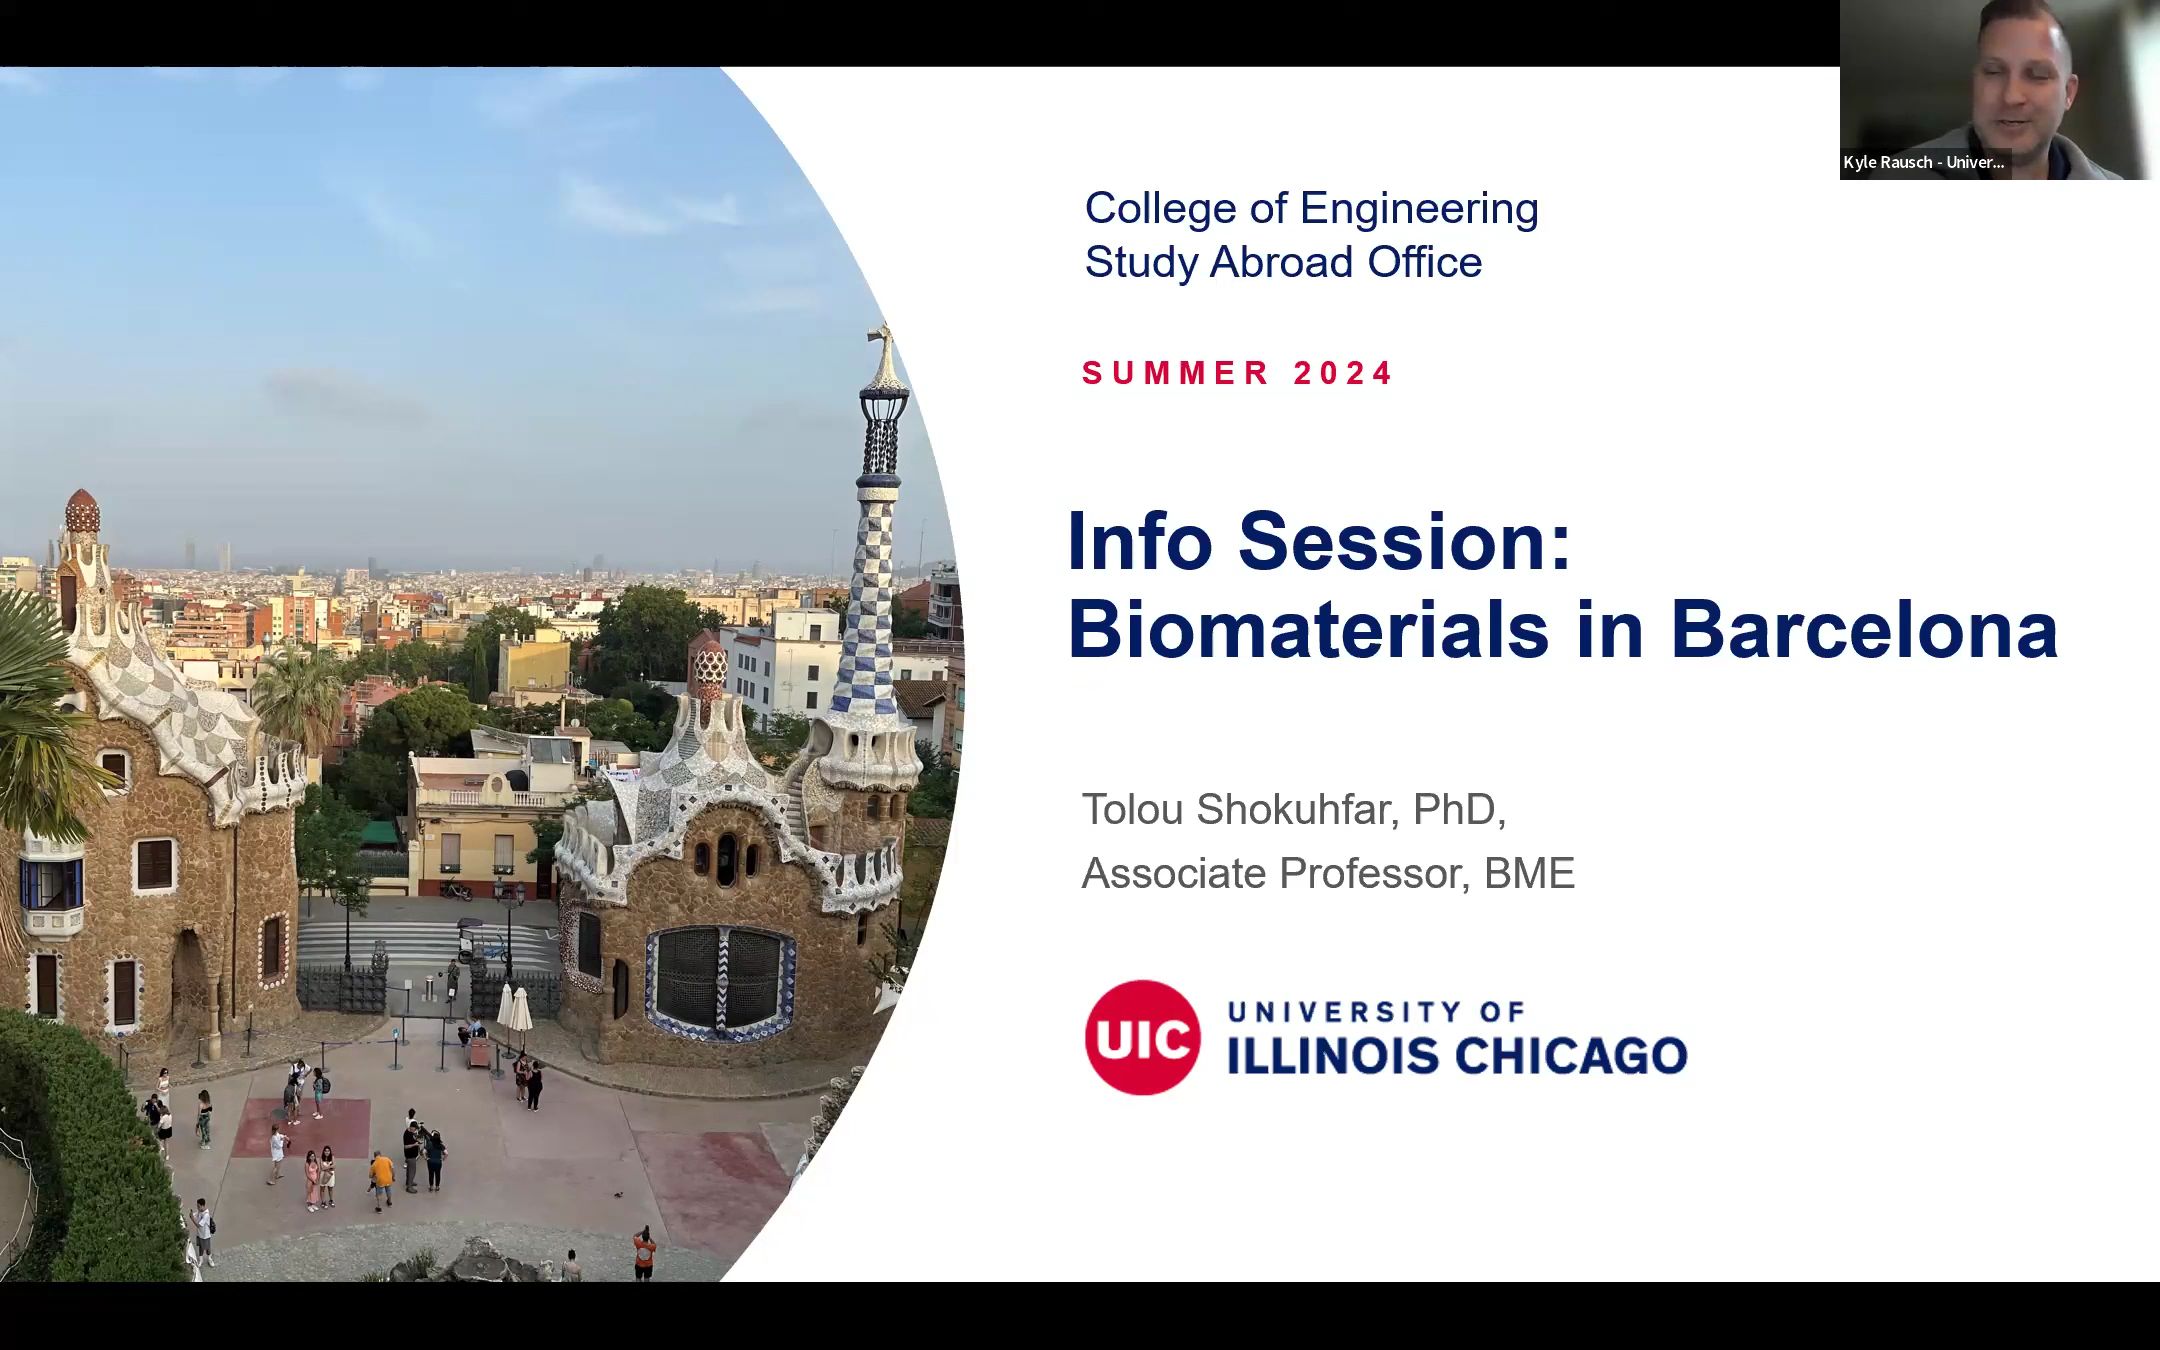 Kyle Rausch - Univer...
College of Engineering
Study Abroad Office
SUMMER 2024
Info Session:
Biomaterials in Barcelona
Tolou Shokuhfar, PhD,
Associate Professor, BME
UIC
UNIVERSITY OF
ILLINOIS CHICAGO